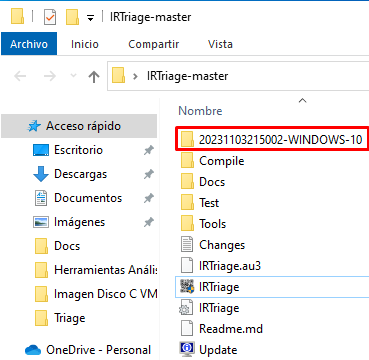 IRTriage-master
Archivo Inicio Compartir Vista
IRTriage-master
Nombre
Acceso rápido
Escritorio
Descargas
Documentos
Imágenes
Docs
Herramientas Anális
Imagen Disco C VM
Triage
OneDrive - Personal
20231103215002-WINDOWS-10
Compile
Docs
Test
Tools
Changes
IRTriage.au3
IRTriage
IRTriage
Readme.md
Update